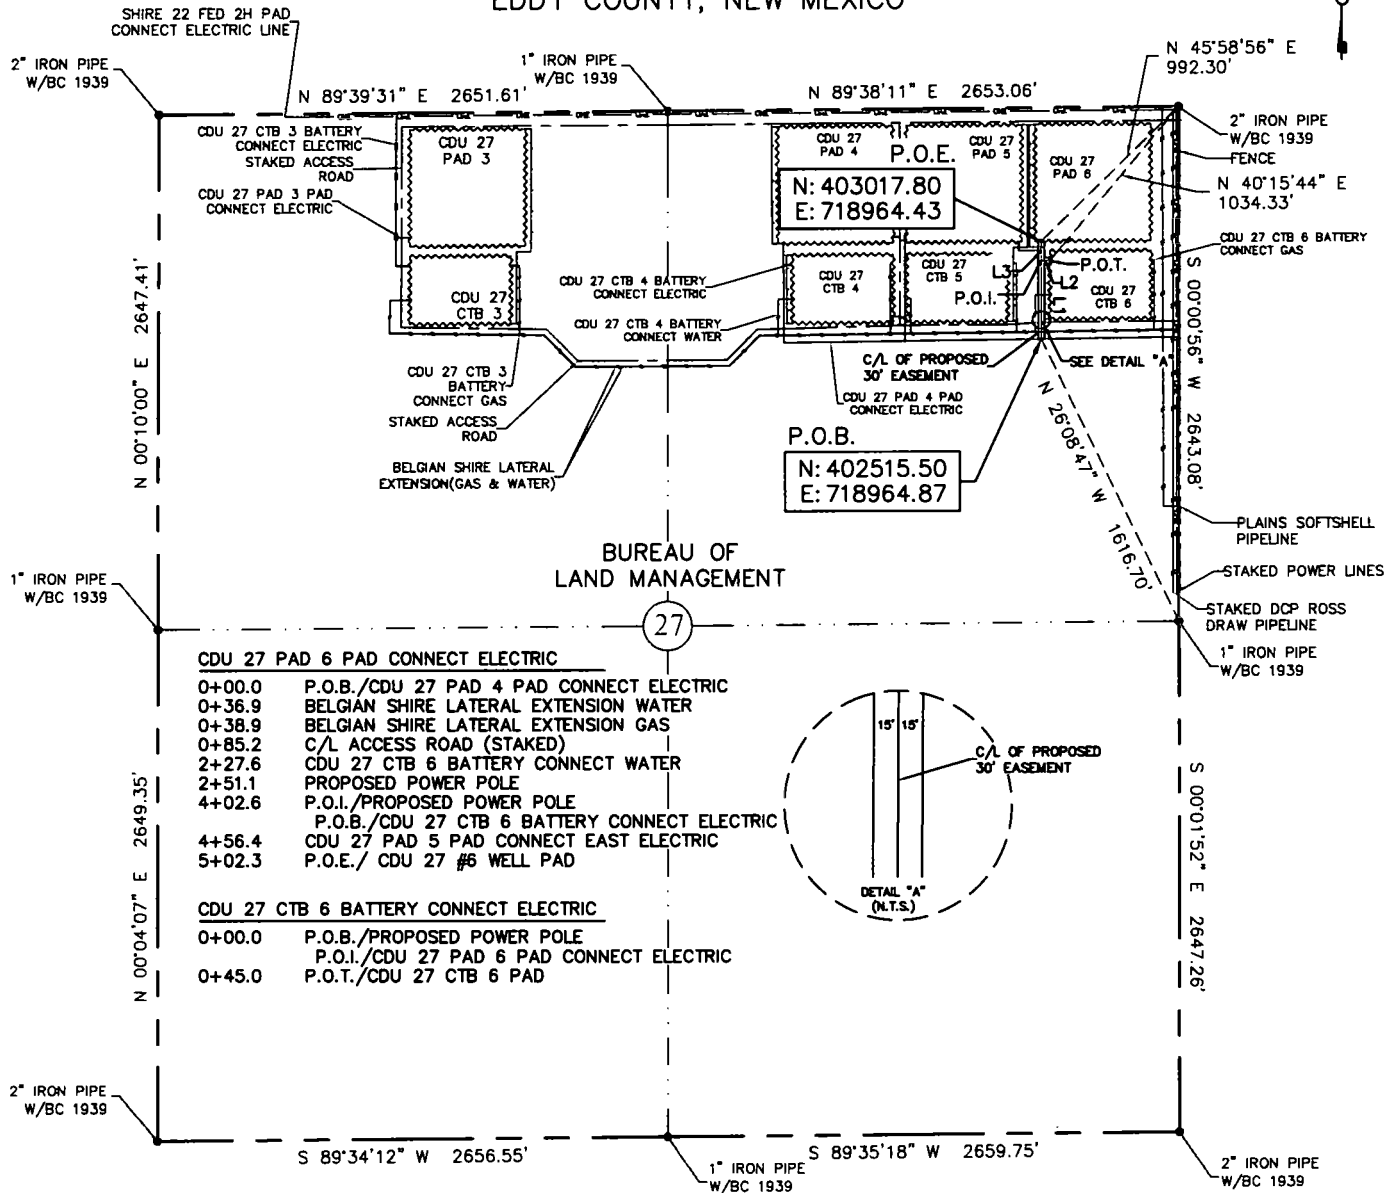 EDDY COUNTY, NEW MEXICO
SHIRE 22 FED 2H PAD
CONNECT ELECTRIC LINE
2" IRON PIPE
W/BC 1939
1" IRON PIPE
W/BC 1939
N 45°58'56" E
992.30'
N 89°39'31" E 2651.61'
N 89°38'11" E 2653.06'
2" IRON PIPE
W/BC 1939
FENCE
N 40°15'44" E
1034.33'
CDU 27 CTB 6 BATTERY
CONNECT GAS
CDU 27 CTB 3 BATTERY
CONNECT ELECTRIC
STAKED ACCESS
ROAD
CDU 27 PAD 3 PAD
CONNECT ELECTRIC
CDU 27
PAD 3
CDU 27
PAD 4
P.O.E.
CDU 27
PAD 5
CDU 27
PAD 6
N: 403017.80
E: 718964.43
CDU 27
CTB 3
CDU 27 CTB 4 BATTERY
CONNECT ELECTRIC
CDU 27
CTB 4
CDU 27
CTB 5
L3
P.O.I.
P.O.T.
L2
CDU 27
CTB 6
L1
CDU 27 CTB 4 BATTERY
CONNECT WATER
N 00°10'00" E 2647.41'
S 00°00'56" W 2643.08'
CDU 27 CTB 3
BATTERY
CONNECT GAS
STAKED ACCESS
ROAD
C/L OF PROPOSED
30' EASEMENT
SEE DETAIL "A"
CDU 27 PAD 4 PAD
CONNECT ELECTRIC
N 26°08'47" W 1616.70'
P.O.B.
N: 402515.50
E: 718964.87
BELGIAN SHIRE LATERAL
EXTENSION(GAS & WATER)
PLAINS SOFTSHELL
PIPELINE
STAKED POWER LINES
STAKED DCP ROSS
DRAW PIPELINE
BUREAU OF
LAND MANAGEMENT
1" IRON PIPE
W/BC 1939
27
1" IRON PIPE
W/BC 1939
CDU 27 PAD 6 PAD CONNECT ELECTRIC
0+00.0 P.O.B./CDU 27 PAD 4 PAD CONNECT ELECTRIC
0+36.9 BELGIAN SHIRE LATERAL EXTENSION WATER
0+38.9 BELGIAN SHIRE LATERAL EXTENSION GAS
0+85.2 C/L ACCESS ROAD (STAKED)
2+27.6 CDU 27 CTB 6 BATTERY CONNECT WATER
2+51.1 PROPOSED POWER POLE
4+02.6 P.O.I./PROPOSED POWER POLE
P.O.B./CDU 27 CTB 6 BATTERY CONNECT ELECTRIC
4+56.4 CDU 27 PAD 5 PAD CONNECT EAST ELECTRIC
5+02.3 P.O.E./ CDU 27 #6 WELL PAD
CDU 27 CTB 6 BATTERY CONNECT ELECTRIC
0+00.0 P.O.B./PROPOSED POWER POLE
P.O.I./CDU 27 PAD 6 PAD CONNECT ELECTRIC
0+45.0 P.O.T./CDU 27 CTB 6 PAD
15' 15'
C/L OF PROPOSED
30' EASEMENT
DETAIL "A"
(N.T.S.)
N 00°04'07" E 2649.35'
S 00°01'52" E 2647.26'
2" IRON PIPE
W/BC 1939
S 89°34'12" W 2656.55'
1" IRON PIPE
W/BC 1939
S 89°35'18" W 2659.75'
2" IRON PIPE
W/BC 1939